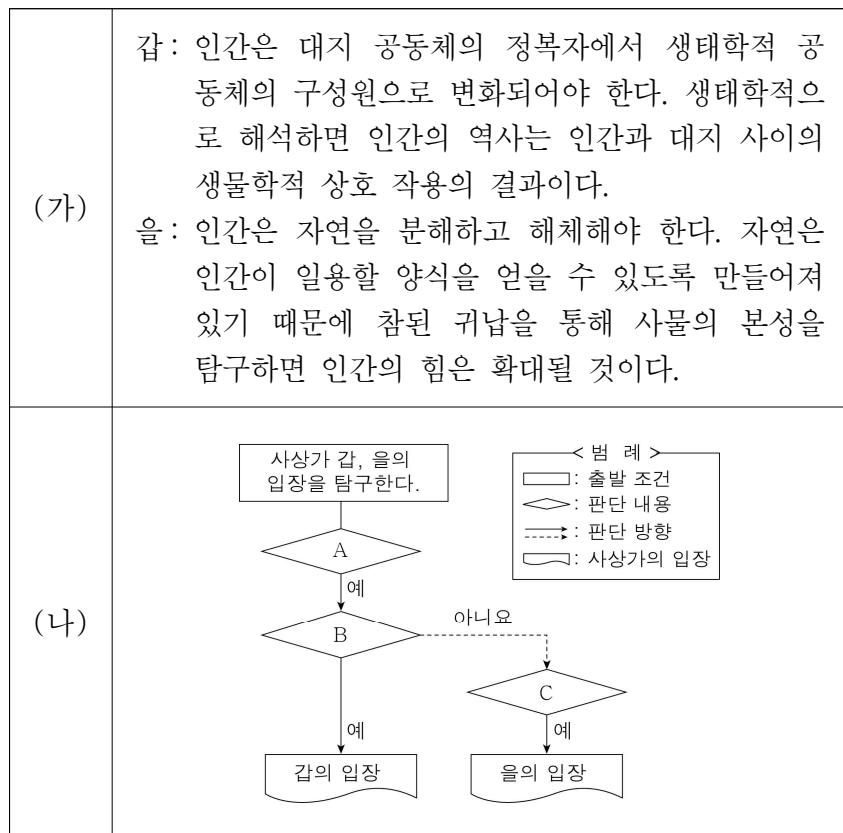 (가)
갑 : 인간은 대지 공동체의 정복자에서 생태학적 공
동체의 구성원으로 변화되어야 한다. 생태학적으
로 해석하면 인간의 역사는 인간과 대지 사이의
생물학적 상호 작용의 결과이다.
을 : 인간은 자연을 분해하고 해체해야 한다. 자연은
인간이 일용할 양식을 얻을 수 있도록 만들어져
있기 때문에 참된 귀납을 통해 사물의 본성을
탐구하면 인간의 힘은 확대될 것이다.
(나)
사상가 갑, 을의
입장을 탐구한다.
< 범 례 >
: 출발 조건
: 판단 내용
: 판단 방향
: 사상가의 입장
A
예
B
아니요
C
예
예
갑의 입장
을의 입장